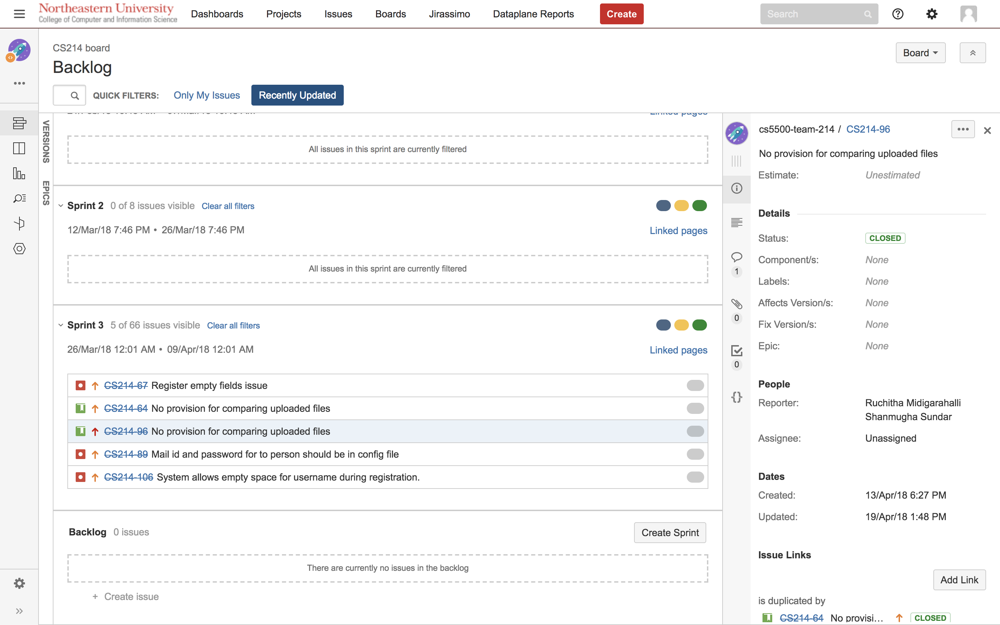 Northeastern University
College of Computer and Information Science
Dashboards
Projects
Issues
Boards
Jirassimo
Dataplane Reports
Create
Search
CS214 board
Backlog
Board
QUICK FILTERS:
Only My Issues
Recently Updated
VERSIONS
EPICS
Linked pages
All issues in this sprint are currently filtered
Sprint 2 0 of 8 issues visible Clear all filters
12/Mar/18 7:46 PM • 26/Mar/18 7:46 PM
Linked pages
All issues in this sprint are currently filtered
Sprint 3 5 of 66 issues visible Clear all filters
26/Mar/18 12:01 AM • 09/Apr/18 12:01 AM
Linked pages
CS214-67 Register empty fields issue
CS214-64 No provision for comparing uploaded files
CS214-96 No provision for comparing uploaded files
CS214-89 Mail id and password for to person should be in config file
CS214-106 System allows empty space for username during registration.
Backlog 0 issues
Create Sprint
There are currently no issues in the backlog
+ Create issue
1
0
0
cs5500-team-214 / CS214-96
No provision for comparing uploaded files
Estimate: Unestimated
Details
Status: CLOSED
Component/s: None
Labels: None
Affects Version/s: None
Fix Version/s: None
Epic: None
People
Reporter: Ruchitha Midigarahalli
Shanmugha Sundar
Assignee: Unassigned
Dates
Created: 13/Apr/18 6:27 PM
Updated: 19/Apr/18 1:48 PM
Issue Links
Add Link
is duplicated by
CS214-64 No provisi... CLOSED